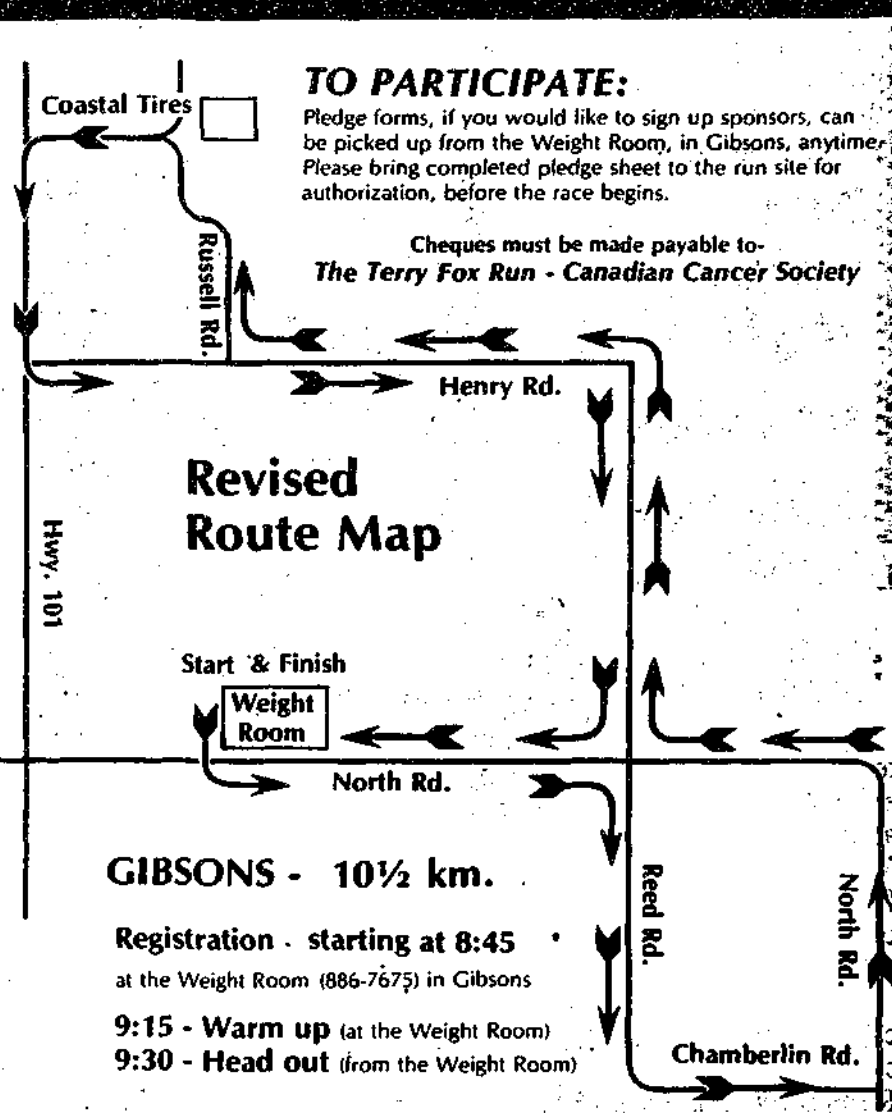 TO PARTICIPATE:
Pledge forms, if you would like to sign up sponsors, can
be picked up from the Weight Room, in Gibsons, anytime.
Please bring completed pledge sheet to the run site for
authorization, before the race begins.
Cheques must be made payable to-
The Terry Fox Run - Canadian Cancer Society
Coastal Tires
Russell Rd.
Henry Rd.
Revised
Route Map
Hwy. 101
Start & Finish
Weight
Room
North Rd.
Reed Rd.
North Rd.
Chamberlin Rd.
GIBSONS - 10½ km.
Registration - starting at 8:45
at the Weight Room (886-7675) in Gibsons
9:15 - Warm up (at the Weight Room)
9:30 - Head out (from the Weight Room)